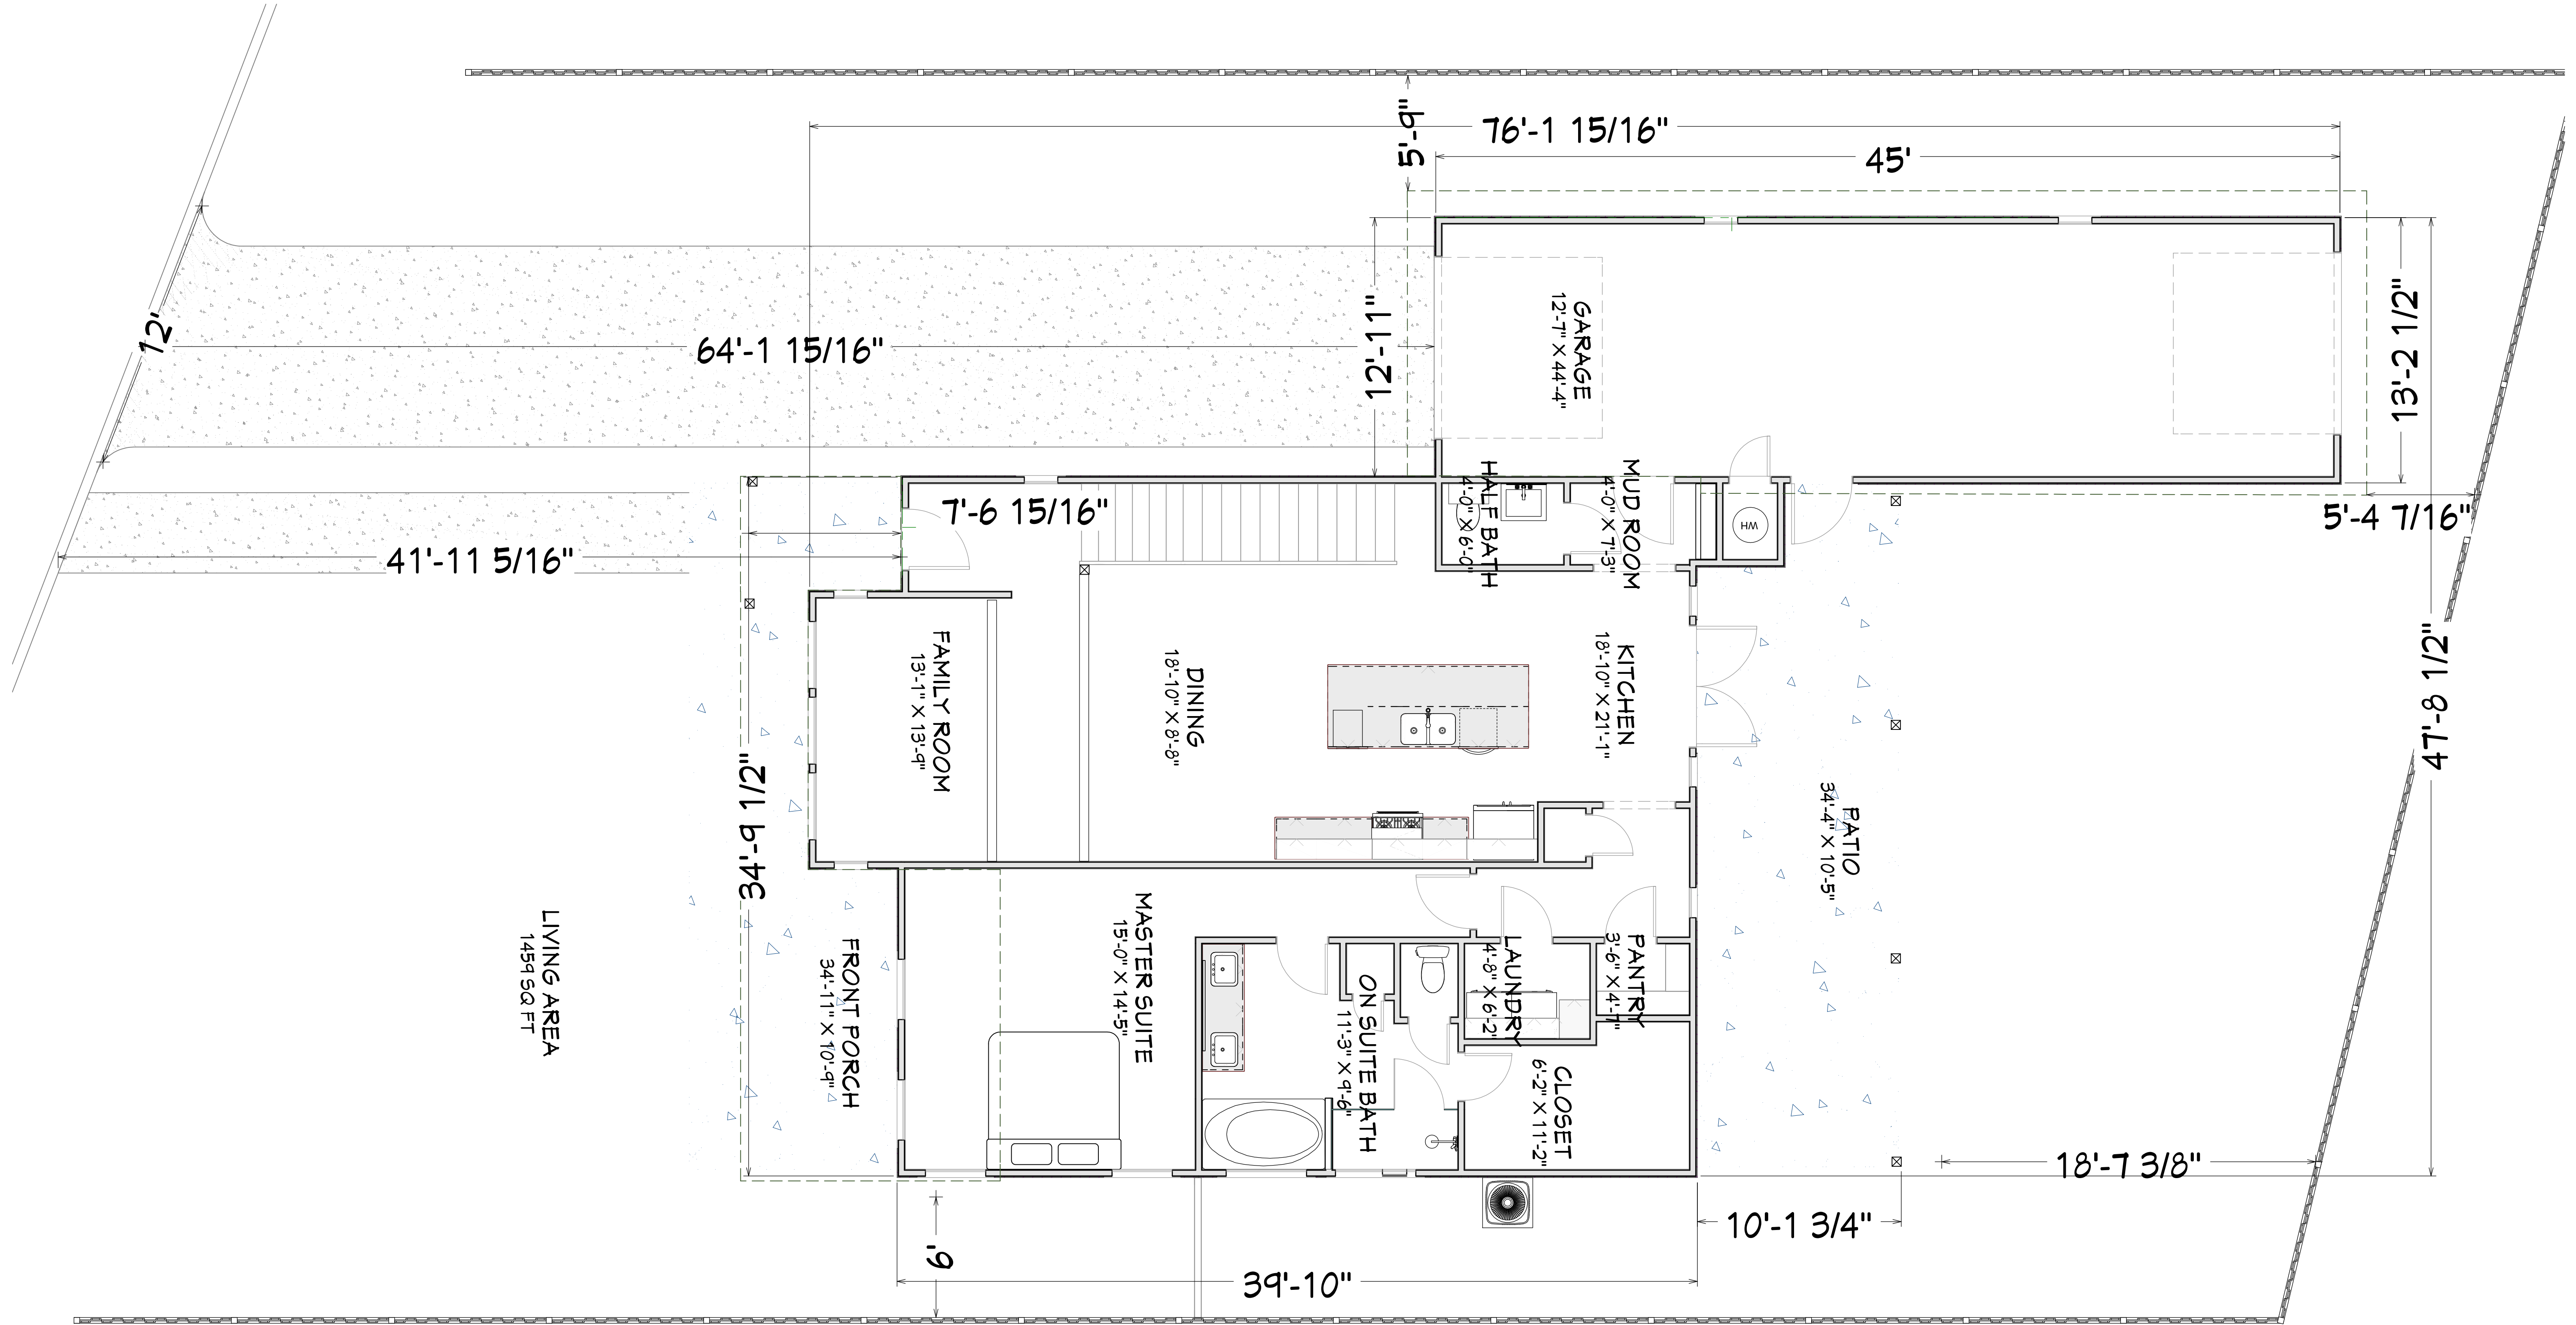 5'-9"
76'-1 15/16"
45'
12'
64'-1 15/16"
12'-11"
GARAGE
12'-7" X 44'-4"
13'-2 1/2"
5'-4 7/16"
47'-8 1/2"
7'-6 15/16"
41'-11 5/16"
HALF BATH
4'-0" X 6'-0"
MUD ROOM
4'-0" X 7'-3"
WH
FAMILY ROOM
13'-1" X 13'-9"
DINING
18'-10" X 8'-8"
KITCHEN
18'-10" X 21'-1"
34'-9 1/2"
PATIO
34'-4" X 10'-5"
LIVING AREA
1459 SQ FT
FRONT PORCH
34'-11" X 10'-9"
MASTER SUITE
15'-0" X 14'-5"
ON SUITE BATH
11'-3" X 9'-6"
LAUNDRY
4'-8" X 6'-2"
PANTRY
3'-6" X 4'-7"
CLOSET
6'-2" X 11'-2"
18'-7 3/8"
10'-1 3/4"
6'
39'-10"